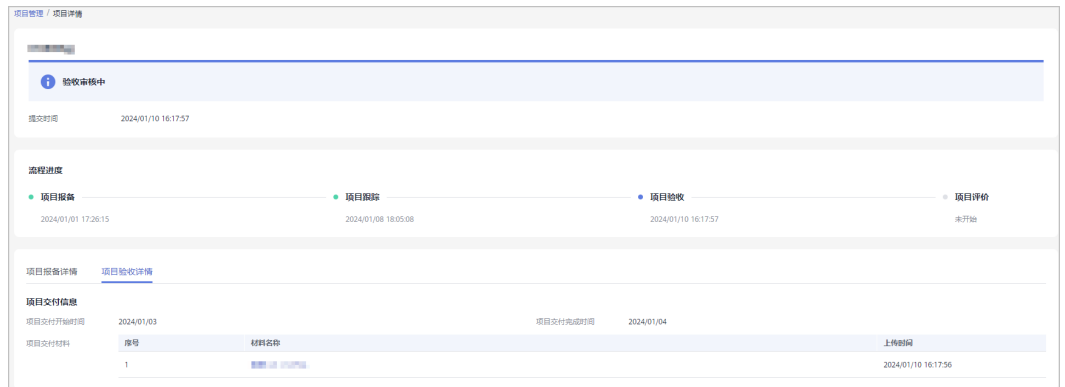 项目管理 / 项目详情
验收审核中
提交时间 2024/01/10 16:17:57
流程进度
项目报备 项目跟踪 项目验收 项目评价
2024/01/01 17:26:15 2024/01/08 18:05:08 2024/01/10 16:17:57 未开始
项目报备详情 项目验收详情
项目交付信息
项目交付开始时间 2024/01/03 项目交付完成时间 2024/01/04
项目交付材料 序号 材料名称 上传时间
1 2024/01/10 16:17:56